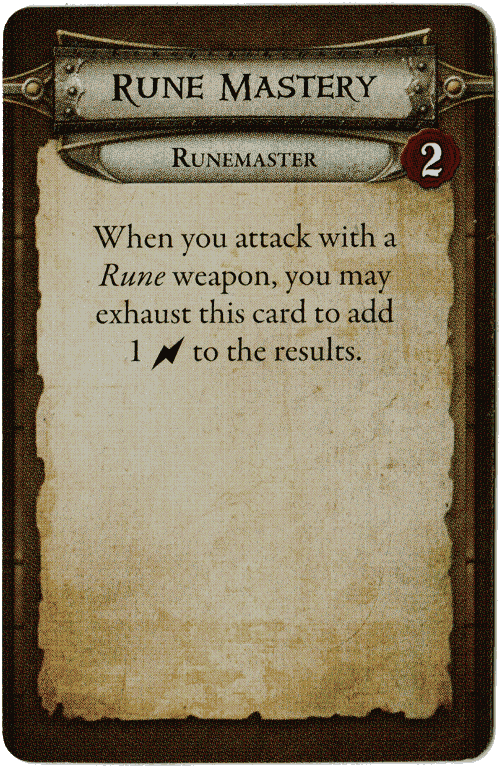 Rune Mastery
Runemaster
2
When you attack with a
Rune weapon, you may
exhaust this card to add
1 to the results.